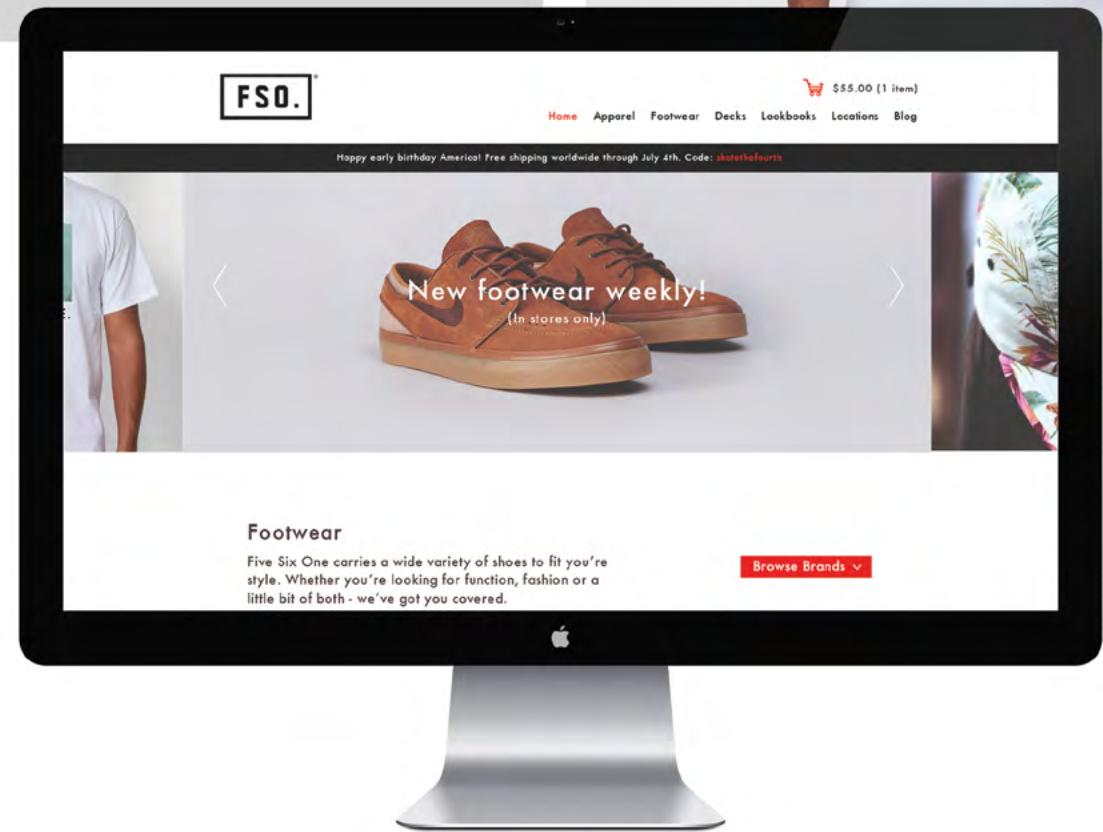 FSO.
$55.00 (1 item)
Home Apparel Footwear Decks Lookbooks Locations Blog
Happy early birthday America! Free shipping worldwide through July 4th. Code: skatethefourth
New footwear weekly!
(In stores only)
E.
Footwear
Five Six One carries a wide variety of shoes to fit you're
style. Whether you're looking for function, fashion or a
little bit of both - we've got you covered.
Browse Brands